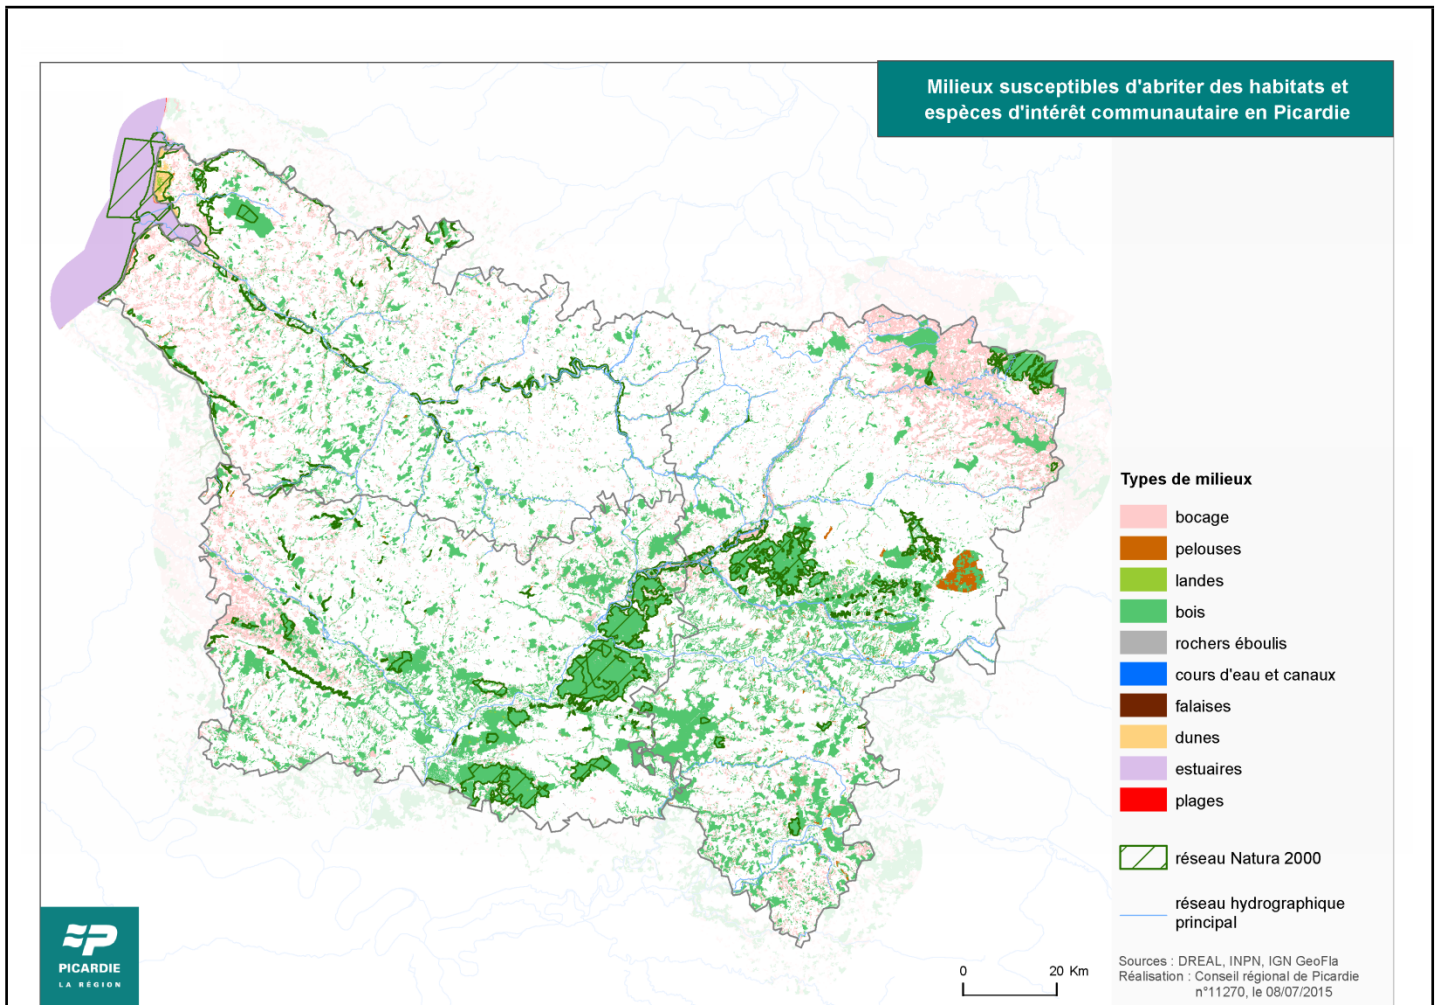 Milieux susceptibles d'abriter des habitats et
espèces d'intérêt communautaire en Picardie
Types de milieux
bocage
pelouses
landes
bois
rochers éboulis
cours d'eau et canaux
falaises
dunes
estuaires
plages
réseau Natura 2000
réseau hydrographique
principal
Sources : DREAL, INPN, IGN GeoFla
Réalisation : Conseil régional de Picardie
n°11270, le 08/07/2015
0 20 Km
PICARDIE
LA RÉGION